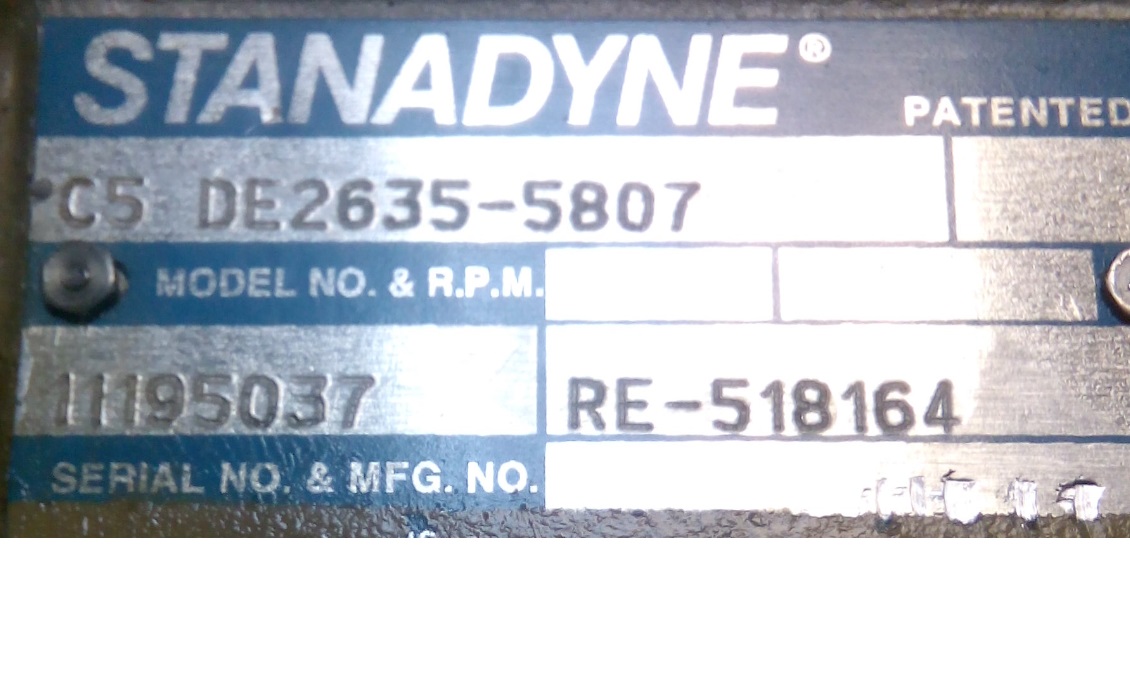 STANADYNE®
PATENTED
C5 DE2635-5807
MODEL NO. & R.P.M.
11195037 RE-518164
SERIAL NO. & MFG. NO.